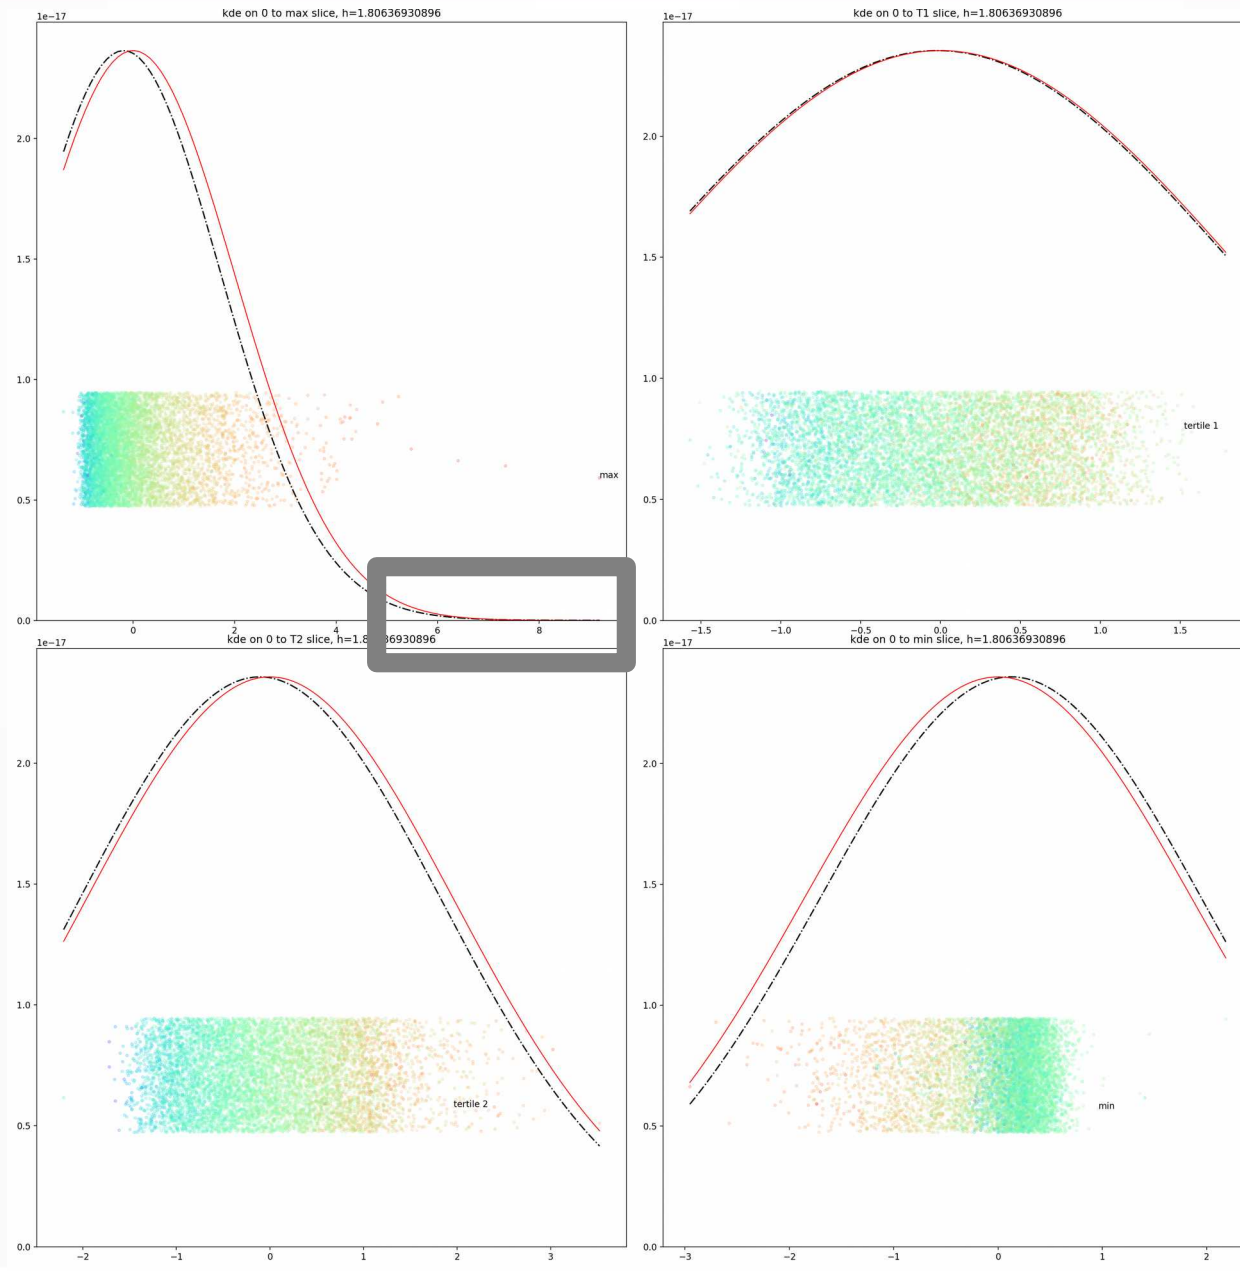 kde on 0 to max slice, h=1.80636930896
1e−17
2.0
1.5
1.0
0.5
0.0
0 2 4 6 8
max
kde on 0 to T1 slice, h=1.80636930896
1e−17
2.0
1.5
1.0
0.5
0.0
−1.5 −1.0 −0.5 0.0 0.5 1.0 1.5
tertile 1
kde on 0 to T2 slice, h=1.8 36930896
1e−17
2.0
1.5
1.0
0.5
0.0
−2 −1 0 1 2 3
tertile 2
kde on 0 to min slice, h=1.80636930896
1e−17
2.0
1.5
1.0
0.5
0.0
−3 −2 −1 0 1 2
min